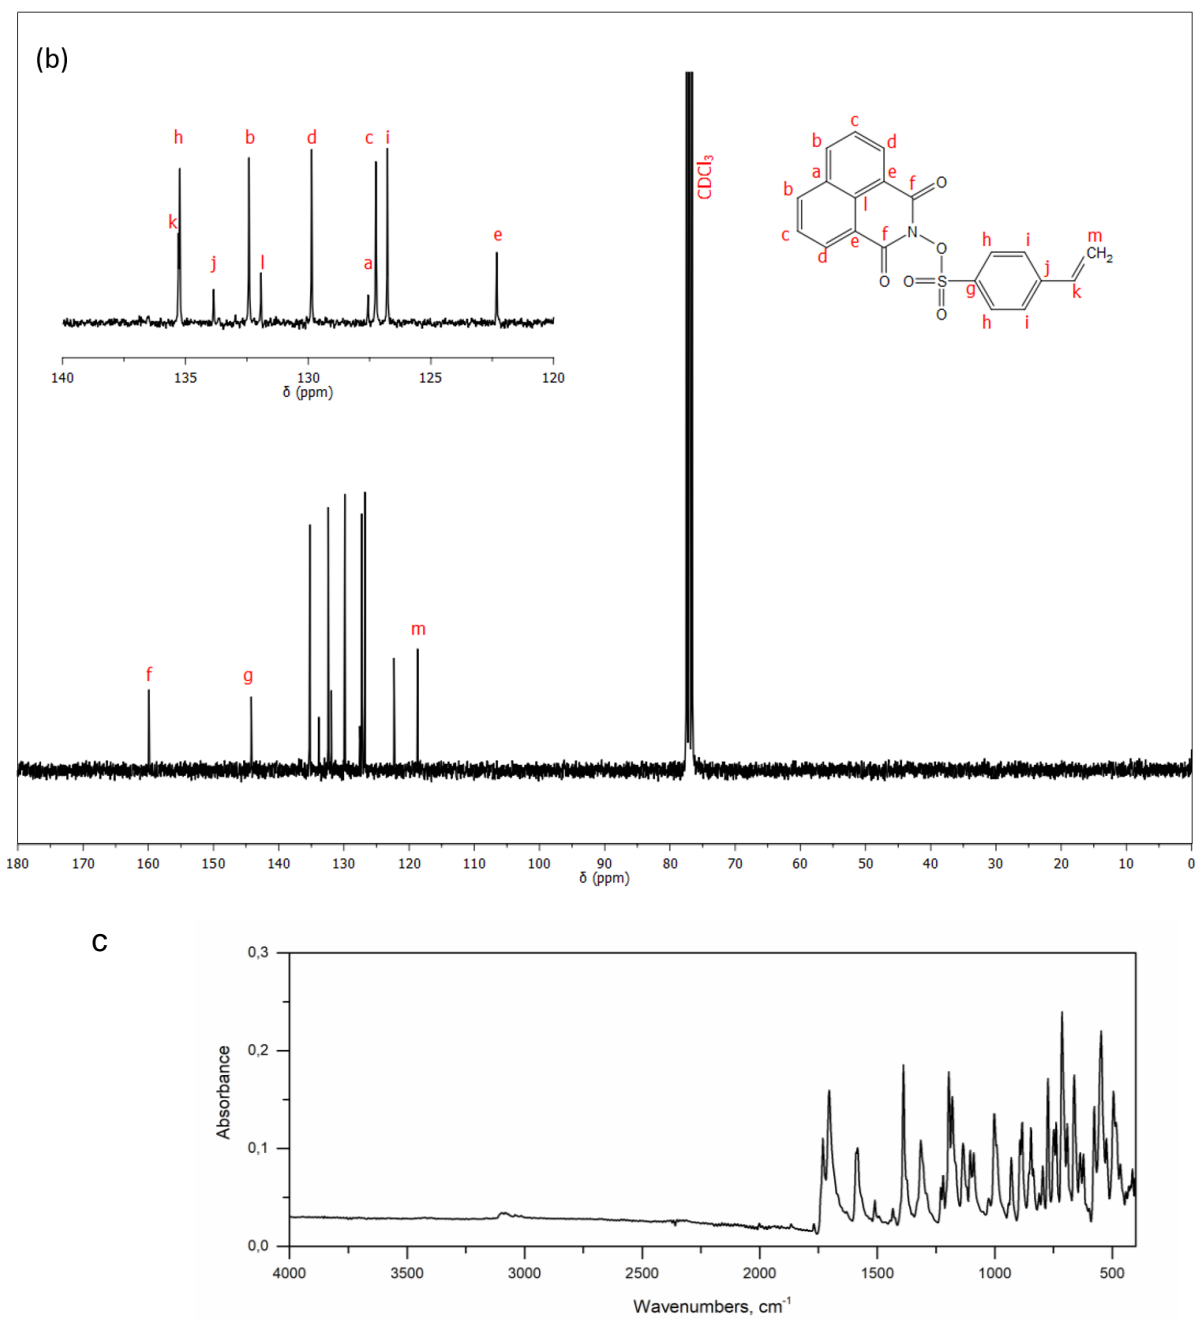 (b)
h b d c i
k j l a e
140 135 130 125 120
δ (ppm)
CDCl3
c
b d
a e f O
b l
c e f N
d O O
h i m
O S g j CH2
O k
h i
f g m
180 170 160 150 140 130 120 110 100 90 80 70 60 50 40 30 20 10 0
δ (ppm)
c
0,3
0,2
0,1
0,0
Absorbance
4000 3500 3000 2500 2000 1500 1000 500
Wavenumbers, cm-1